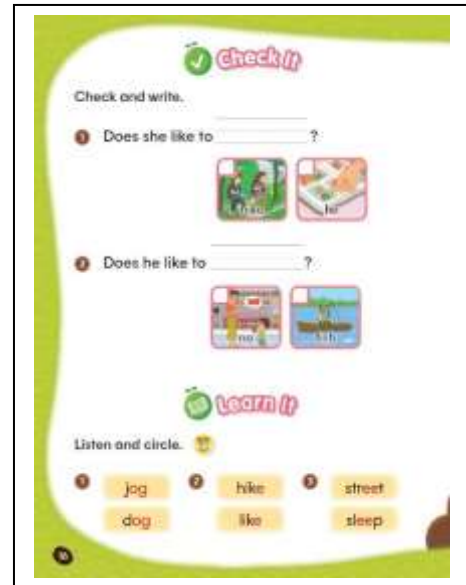 Check It
Check and write.
1 Does she like to ?
2 Does he like to ?
Learn It
Listen and circle.
1 jog 2 hike 3 street
dog like sleep
16